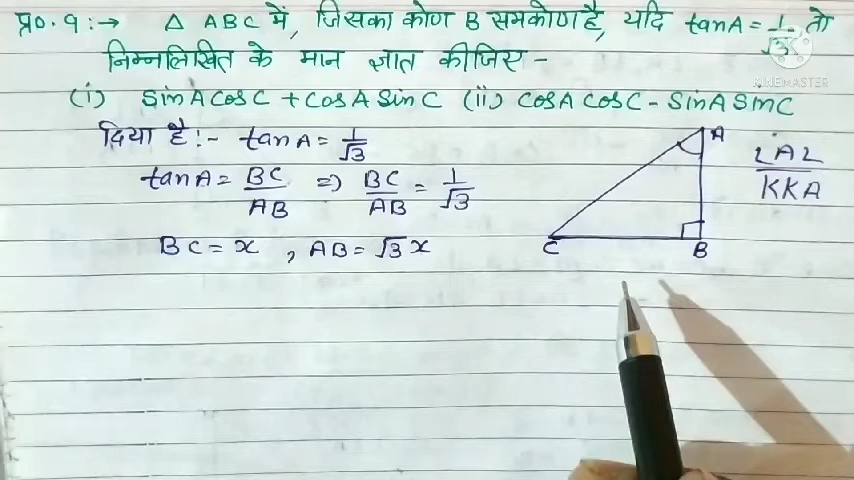 प्र०.9:→ △ ABC में, जिसका कोण B समकोण है, यदि tanA = 1/√3 तो
निम्नलिखित के मान ज्ञात कीजिए -
(i) SinA CosC + CosA SinC (ii) CosA CosC - SinA SinC
दिया है:- tanA = 1/√3
tanA = BC/AB ⇒ BC/AB = 1/√3
BC = x , AB = √3 x
A
C
B
LAL/KKA
KINEMASTER